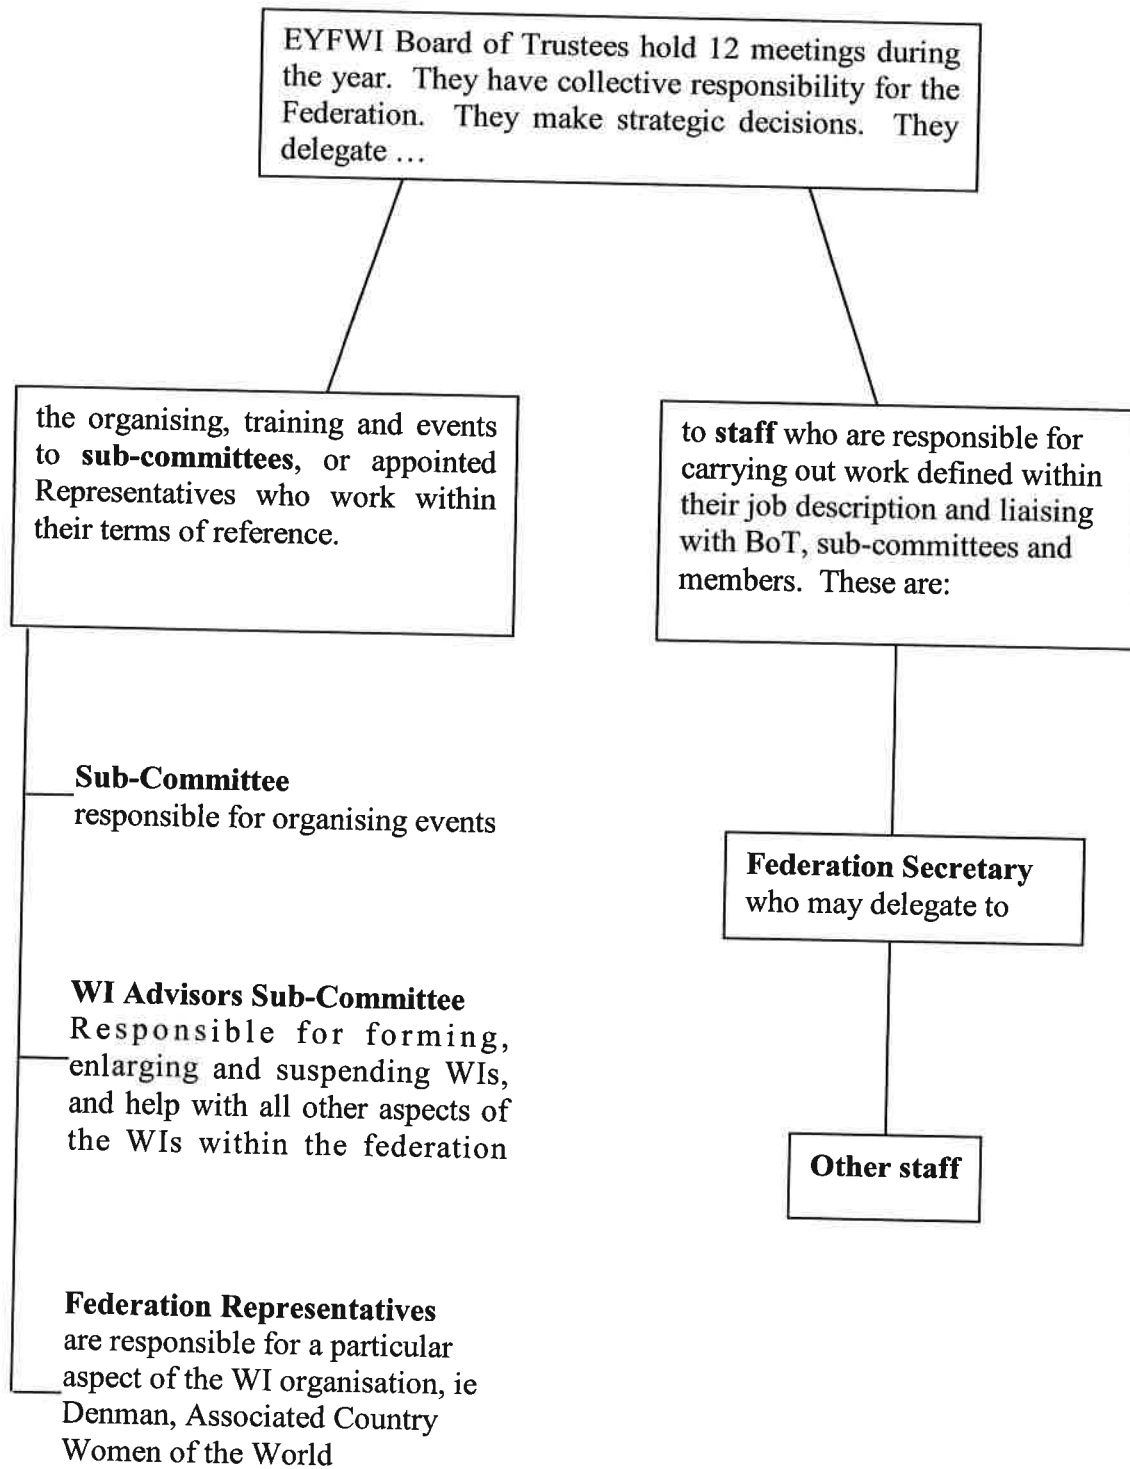 EYFWI Board of Trustees hold 12 meetings during
the year. They have collective responsibility for the
Federation. They make strategic decisions. They
delegate …
the organising, training and events
to sub-committees, or appointed
Representatives who work within
their terms of reference.
to staff who are responsible for
carrying out work defined within
their job description and liaising
with BoT, sub-committees and
members. These are:
Sub-Committee
responsible for organising events
Federation Secretary
who may delegate to
WI Advisors Sub-Committee
Responsible for forming,
enlarging and suspending WIs,
and help with all other aspects of
the WIs within the federation
Other staff
Federation Representatives
are responsible for a particular
aspect of the WI organisation, ie
Denman, Associated Country
Women of the World